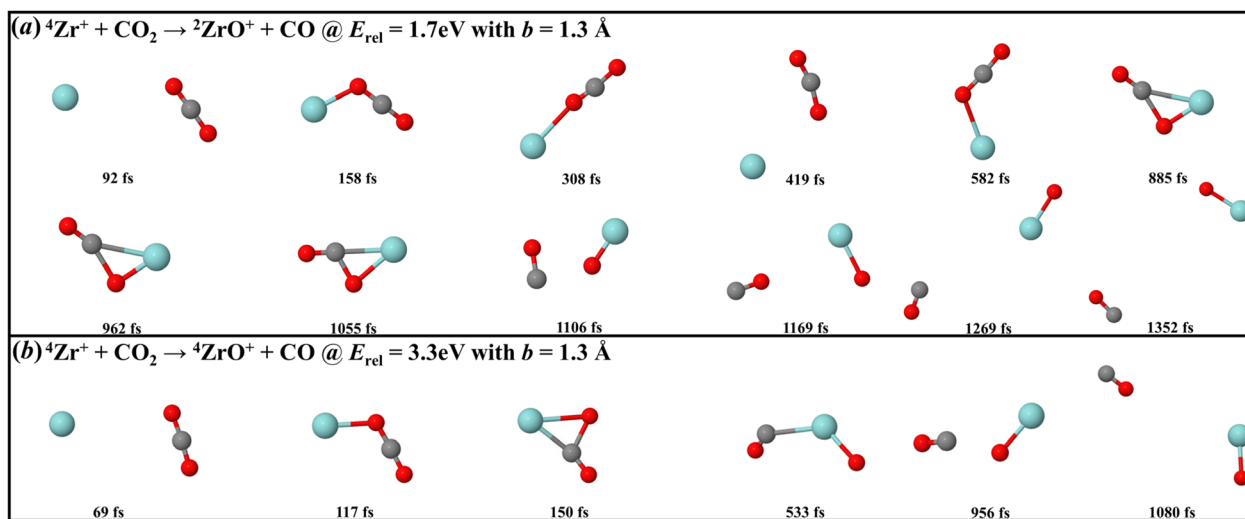 (a) ⁴Zr⁺ + CO₂ → ²ZrO⁺ + CO @ E_rel = 1.7eV with b = 1.3 Å
92 fs 158 fs 308 fs 419 fs 582 fs 885 fs
962 fs 1055 fs 1106 fs 1169 fs 1269 fs 1352 fs
(b) ⁴Zr⁺ + CO₂ → ⁴ZrO⁺ + CO @ E_rel = 3.3eV with b = 1.3 Å
69 fs 117 fs 150 fs 533 fs 956 fs 1080 fs